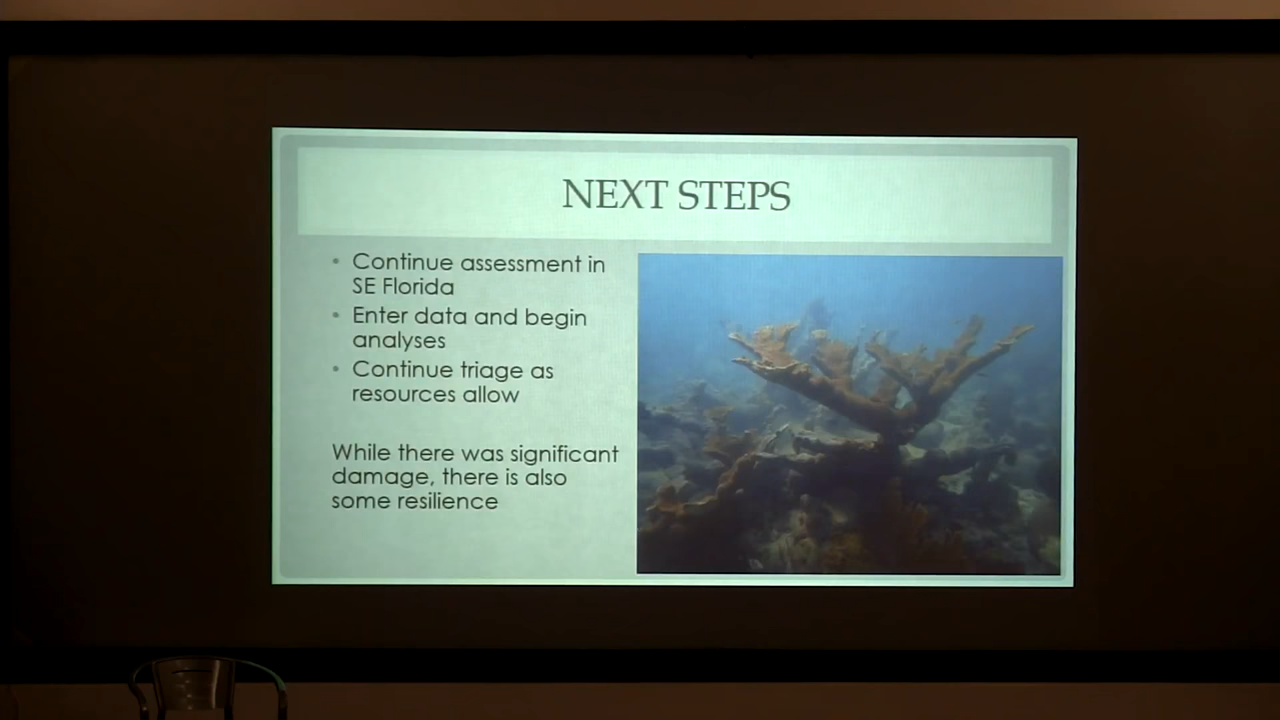 NEXT STEPS
• Continue assessment in
SE Florida
• Enter data and begin
analyses
• Continue triage as
resources allow
While there was significant
damage, there is also
some resilience